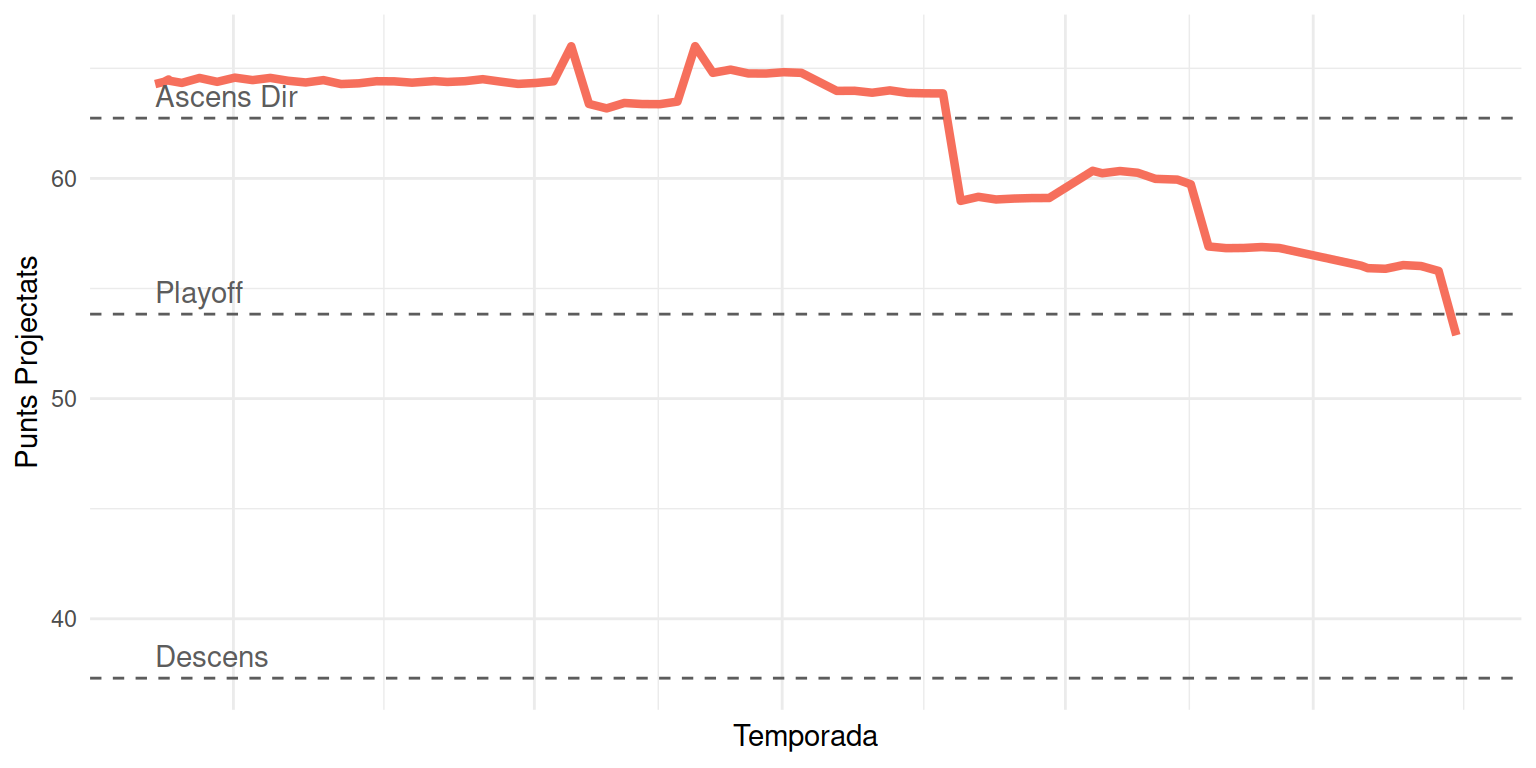 Ascens Dir
60
Playoff
50
40
Descens
Punts Projectats
Temporada